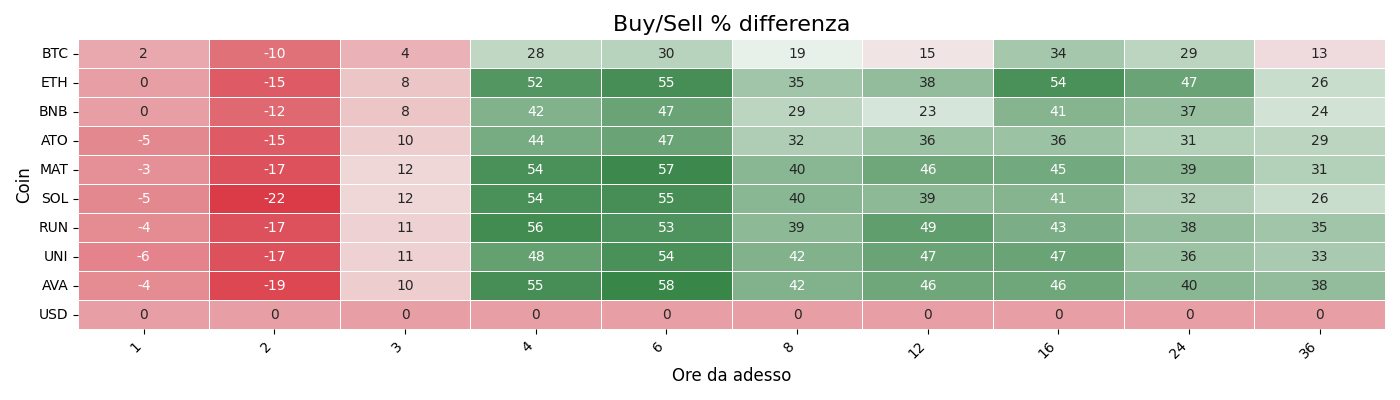 Buy/Sell % differenza
Coin
BTC 2 -10 4 28 30 19 15 34 29 13
ETH 0 -15 8 52 55 35 38 54 47 26
BNB 0 -12 8 42 47 29 23 41 37 24
ATO -5 -15 10 44 47 32 36 36 31 29
MAT -3 -17 12 54 57 40 46 45 39 31
SOL -5 -22 12 54 55 40 39 41 32 26
RUN -4 -17 11 56 53 39 49 43 38 35
UNI -6 -17 11 48 54 42 47 47 36 33
AVA -4 -19 10 55 58 42 46 46 40 38
USD 0 0 0 0 0 0 0 0 0 0
1 2 3 4 6 8 12 16 24 36
Ore da adesso